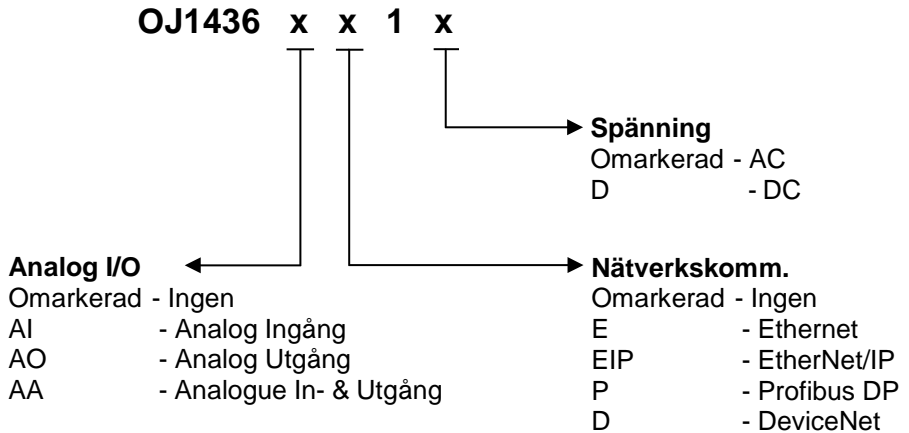 OJ1436 x x 1 x
Spänning
Omarkerad - AC
D - DC
Analog I/O
Omarkerad - Ingen
AI - Analog Ingång
AO - Analog Utgång
AA - Analogue In- & Utgång
Nätverkskomm.
Omarkerad - Ingen
E - Ethernet
EIP - EtherNet/IP
P - Profibus DP
D - DeviceNet